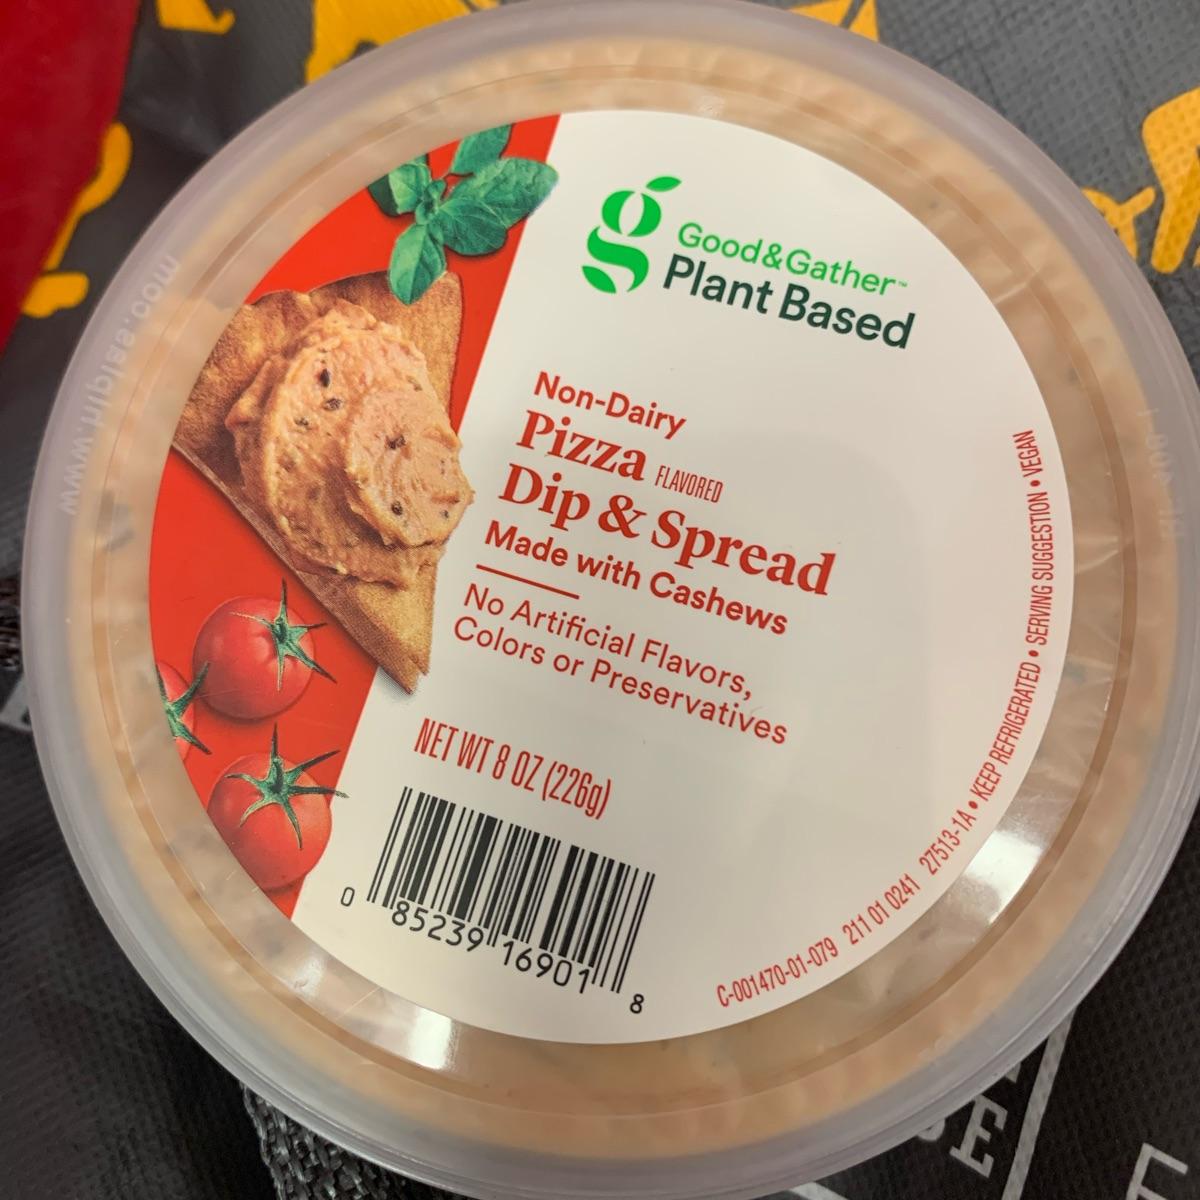 Good&Gather™
Plant Based
Non-Dairy
Pizza FLAVORED
Dip & Spread
Made with Cashews
No Artificial Flavors,
Colors or Preservatives
NET WT 8 OZ (226g)
0 85239 16901 8
C-001470-01-079 211 01 0241 27513-1A • KEEP REFRIGERATED • SERVING SUGGESTION • VEGAN